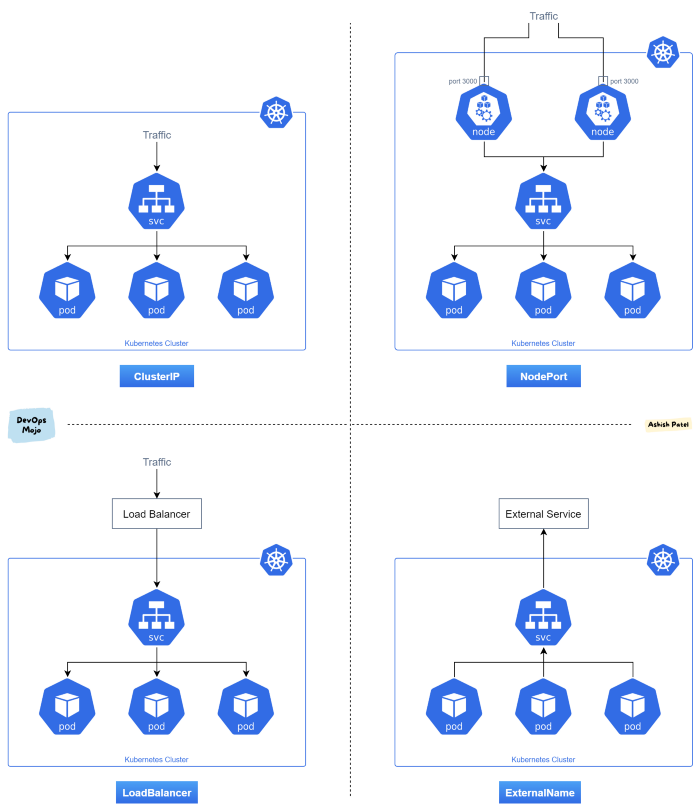 Traffic
svc
pod
pod
pod
Kubernetes Cluster
ClusterIP
Traffic
port 3000
port 3000
node
node
svc
pod
pod
pod
Kubernetes Cluster
NodePort
DevOps
Mojo
Ashish Patel
Traffic
Load Balancer
svc
pod
pod
pod
Kubernetes Cluster
LoadBalancer
External Service
svc
pod
pod
pod
Kubernetes Cluster
ExternalName